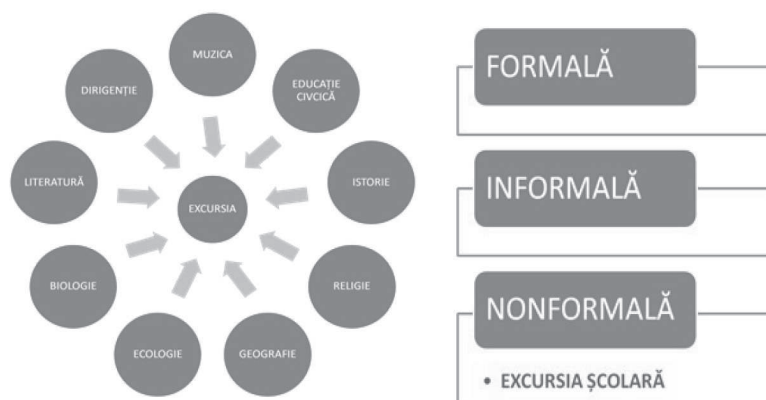 MUZICA
EDUCAȚIE
CIVCICĂ
ISTORIE
RELIGIE
GEOGRAFIE
ECOLOGIE
BIOLOGIE
LITERATURĂ
DIRIGENȚIE
EXCURSIA
FORMALĂ
INFORMALĂ
NONFORMALĂ
• EXCURSIA ȘCOLARĂ